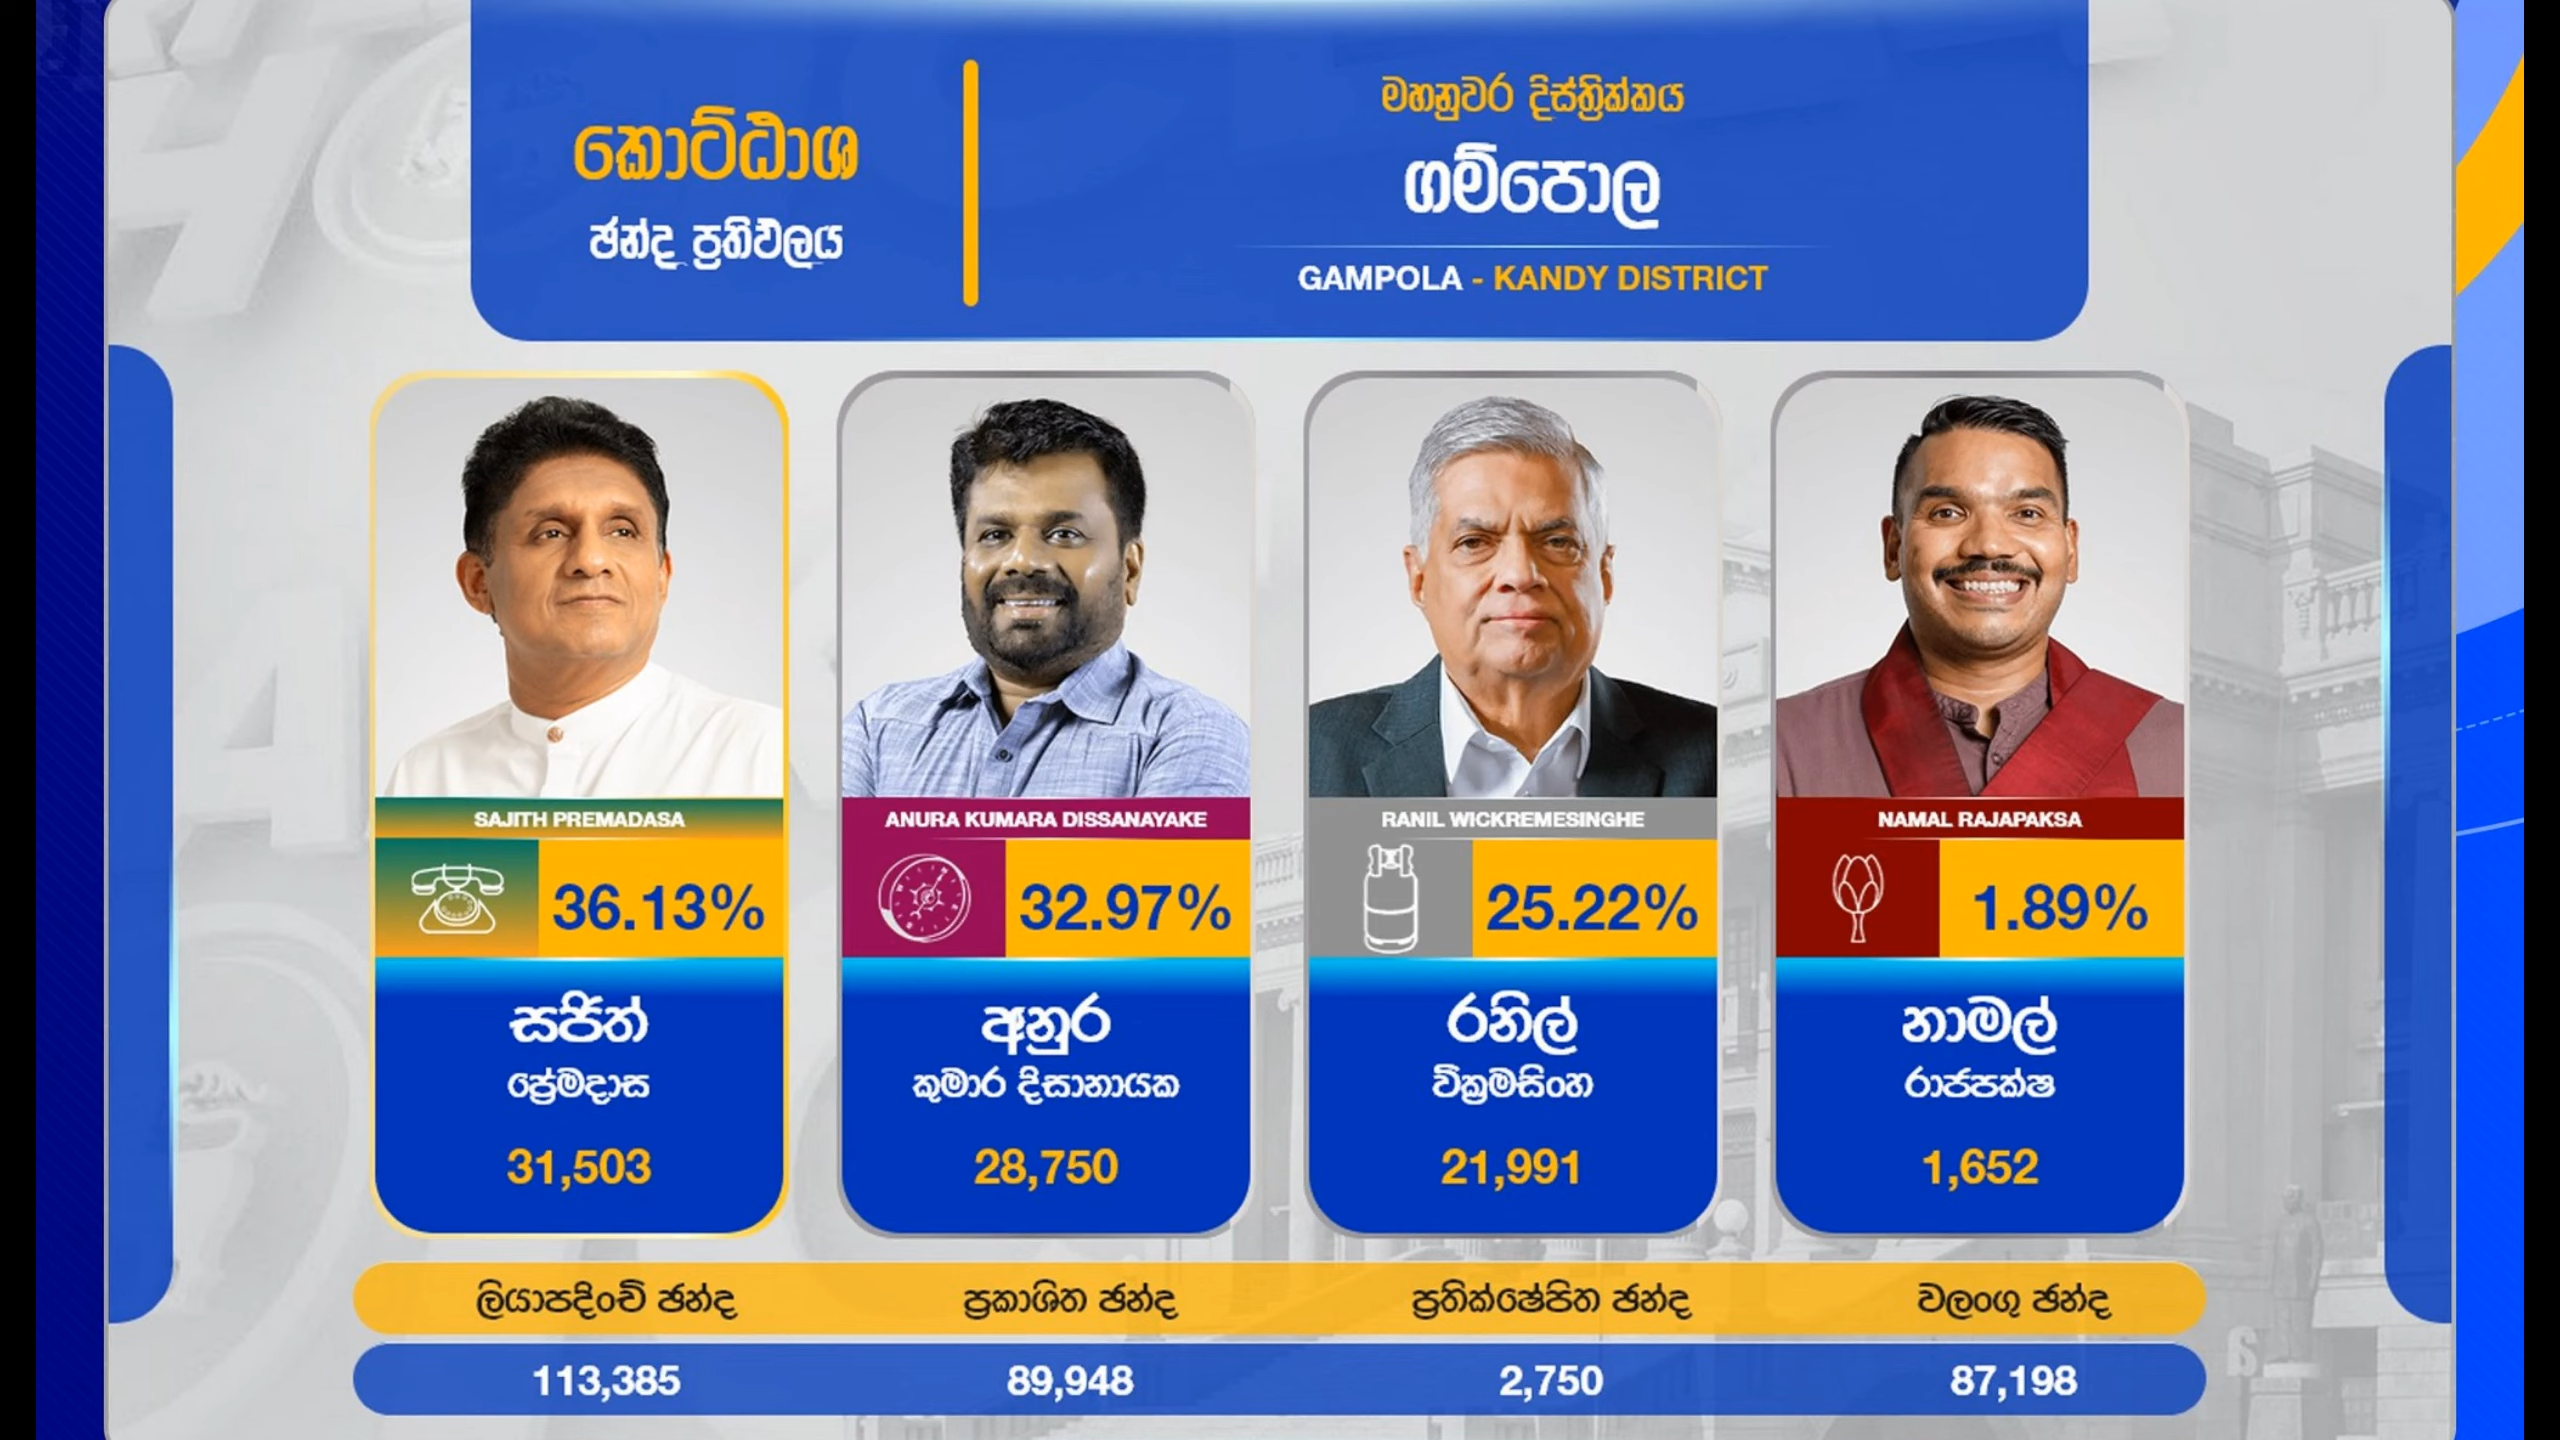 කොට්ඨාශ
ඡන්ද ප්‍රතිඵලය
මහනුවර දිස්ත්‍රික්කය
ගම්පොල
GAMPOLA - KANDY DISTRICT
SAJITH PREMADASA
36.13%
සජිත්
ප්‍රේමදාස
31,503
ANURA KUMARA DISSANAYAKE
32.97%
අනුර
කුමාර දිසානායක
28,750
RANIL WICKREMESINGHE
25.22%
රනිල්
වික්‍රමසිංහ
21,991
NAMAL RAJAPAKSA
1.89%
නාමල්
රාජපක්ෂ
1,652
ලියාපදිංචි ඡන්ද
ප්‍රකාශිත ඡන්ද
ප්‍රතික්ෂේපිත ඡන්ද
වලංගු ඡන්ද
113,385
89,948
2,750
87,198